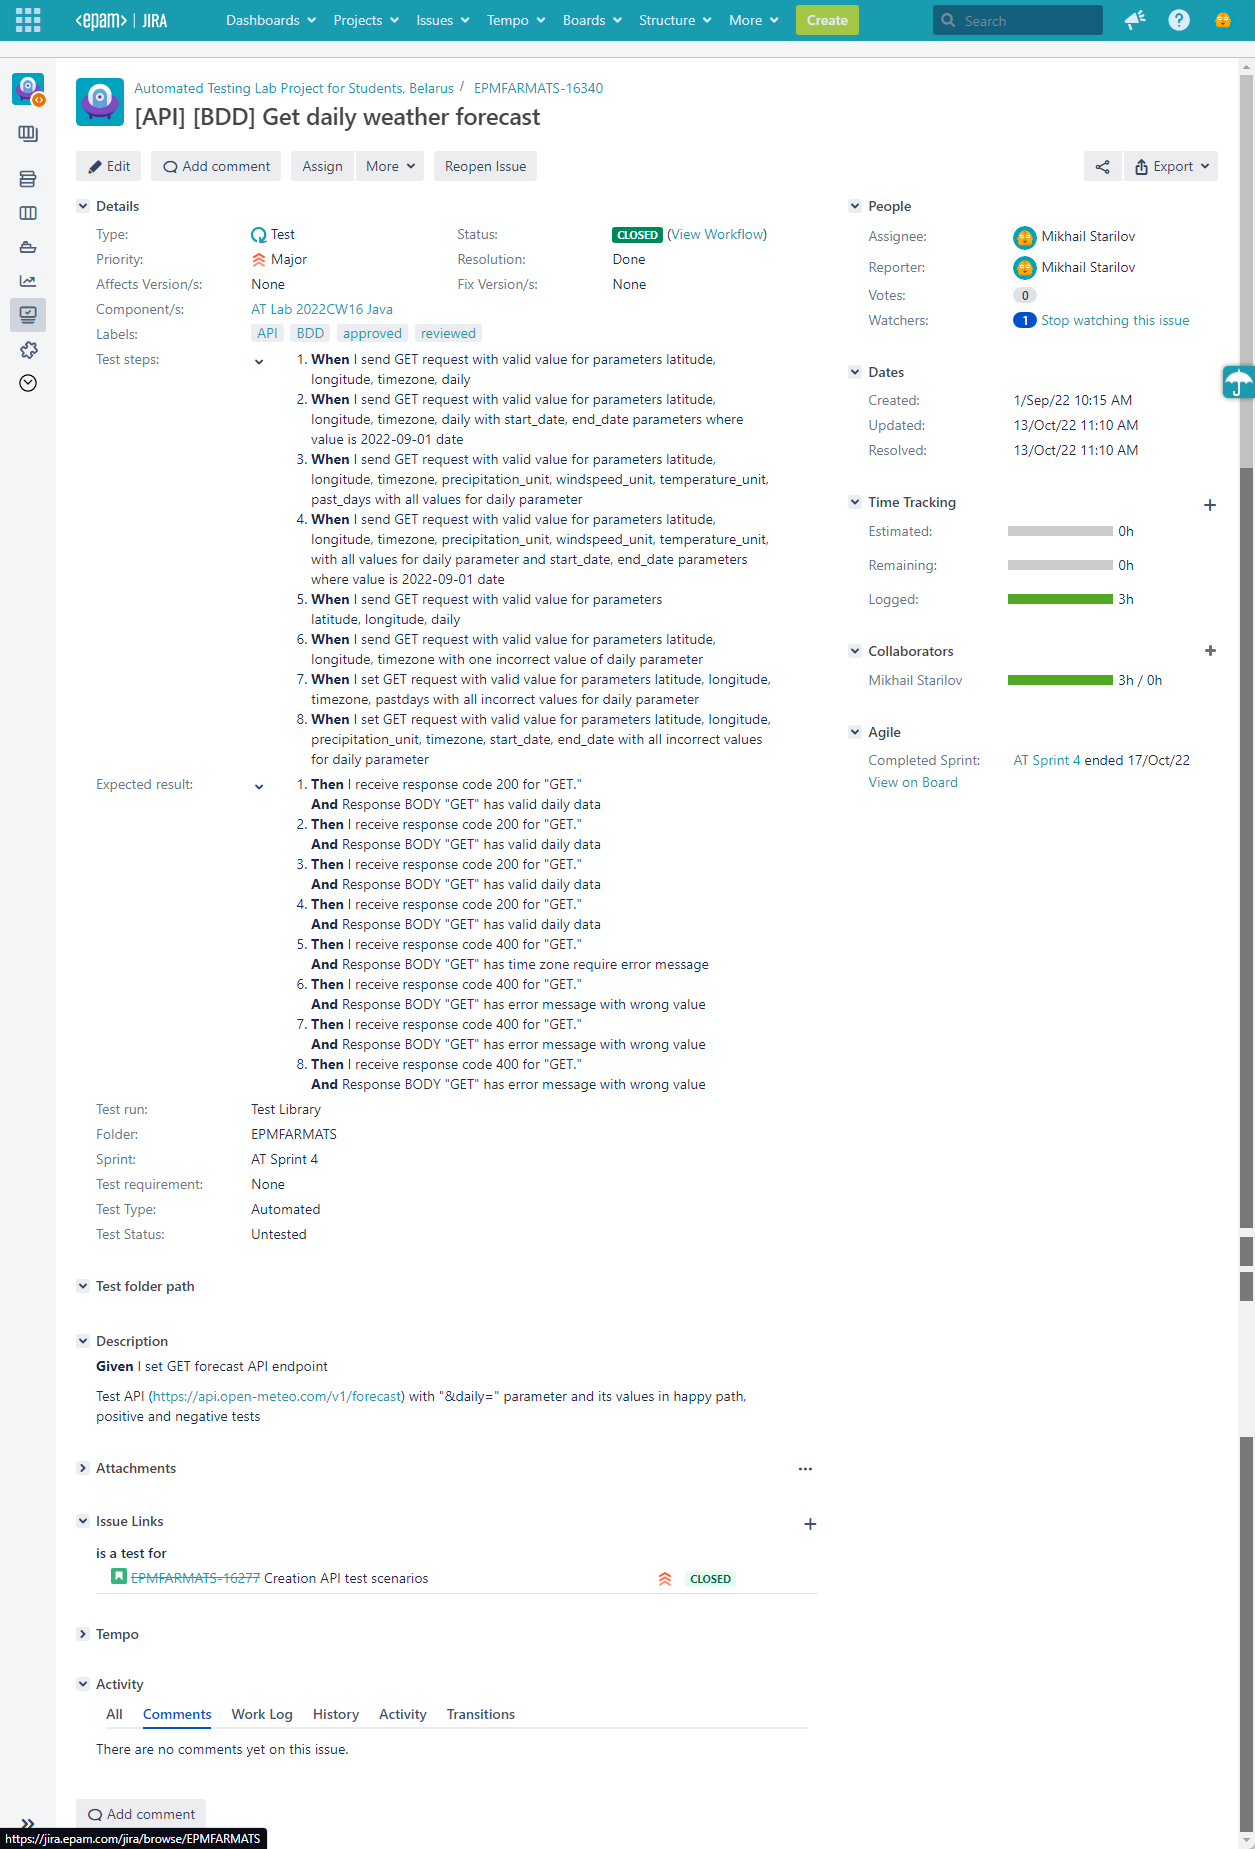 <epam> | JIRA Dashboards Projects Issues Tempo Boards Structure More Create Search
Automated Testing Lab Project for Students, Belarus / EPMFARMATS-16340
[API] [BDD] Get daily weather forecast
Edit Add comment Assign More Reopen Issue Export
Details
Type: Test Status: CLOSED (View Workflow)
Priority: Major Resolution: Done
Affects Version/s: None Fix Version/s: None
Component/s: AT Lab 2022CW16 Java
Labels: API BDD approved reviewed
Test steps:
1. When I send GET request with valid value for parameters latitude,
longitude, timezone, daily
2. When I send GET request with valid value for parameters latitude,
longitude, timezone, daily with start_date, end_date parameters where
value is 2022-09-01 date
3. When I send GET request with valid value for parameters latitude,
longitude, timezone, precipitation_unit, windspeed_unit, temperature_unit,
past_days with all values for daily parameter
4. When I send GET request with valid value for parameters latitude,
longitude, timezone, precipitation_unit, windspeed_unit, temperature_unit,
with all values for daily parameter and start_date, end_date parameters
where value is 2022-09-01 date
5. When I send GET request with valid value for parameters
latitude, longitude, daily
6. When I send GET request with valid value for parameters latitude,
longitude, timezone with one incorrect value of daily parameter
7. When I set GET request with valid value for parameters latitude, longitude,
timezone, pastdays with all incorrect values for daily parameter
8. When I set GET request with valid value for parameters latitude, longitude,
precipitation_unit, timezone, start_date, end_date with all incorrect values
for daily parameter
Expected result:
1. Then I receive response code 200 for "GET."
And Response BODY "GET" has valid daily data
2. Then I receive response code 200 for "GET."
And Response BODY "GET" has valid daily data
3. Then I receive response code 200 for "GET."
And Response BODY "GET" has valid daily data
4. Then I receive response code 200 for "GET."
And Response BODY "GET" has valid daily data
5. Then I receive response code 400 for "GET."
And Response BODY "GET" has time zone require error message
6. Then I receive response code 400 for "GET."
And Response BODY "GET" has error message with wrong value
7. Then I receive response code 400 for "GET."
And Response BODY "GET" has error message with wrong value
8. Then I receive response code 400 for "GET."
And Response BODY "GET" has error message with wrong value
Test run: Test Library
Folder: EPMFARMATS
Sprint: AT Sprint 4
Test requirement: None
Test Type: Automated
Test Status: Untested
Test folder path
Description
Given I set GET forecast API endpoint
Test API (https://api.open-meteo.com/v1/forecast) with "&daily=" parameter and its values in happy path,
positive and negative tests
Attachments
Issue Links
is a test for
EPMFARMATS-16277 Creation API test scenarios CLOSED
Tempo
Activity
All Comments Work Log History Activity Transitions
There are no comments yet on this issue.
Add comment
People
Assignee: Mikhail Starilov
Reporter: Mikhail Starilov
Votes: 0
Watchers: 1 Stop watching this issue
Dates
Created: 1/Sep/22 10:15 AM
Updated: 13/Oct/22 11:10 AM
Resolved: 13/Oct/22 11:10 AM
Time Tracking
Estimated: 0h
Remaining: 0h
Logged: 3h
Collaborators
Mikhail Starilov 3h / 0h
Agile
Completed Sprint: AT Sprint 4 ended 17/Oct/22
View on Board
https://jira.epam.com/jira/browse/EPMFARMATS